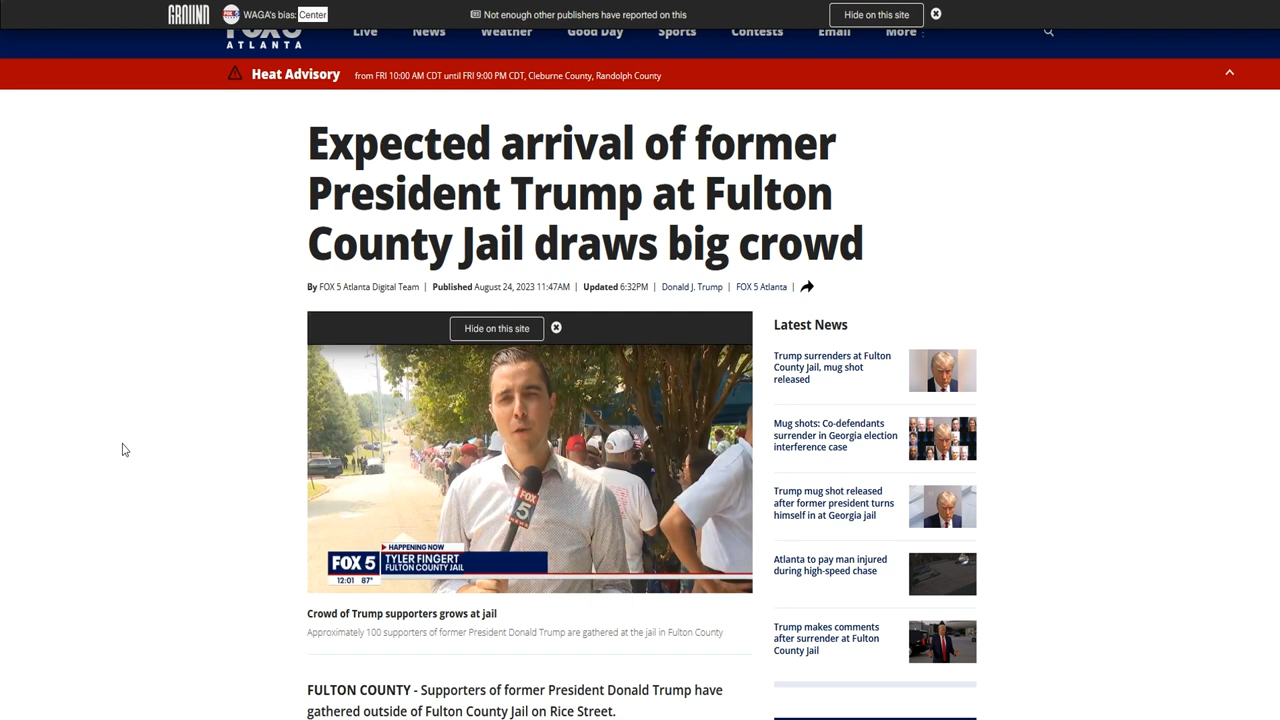 GROUND
WAGA's bias: Center
Not enough other publishers have reported on this
Hide on this site
FOX 5
ATLANTA
Live
News
Weather
Good Day
Sports
Contests
Email
More
Heat Advisory
from FRI 10:00 AM CDT until FRI 9:00 PM CDT, Cleburne County, Randolph County
Expected arrival of former
President Trump at Fulton
County Jail draws big crowd
By FOX 5 Atlanta Digital Team | Published August 24, 2023 11:47AM | Updated 6:32PM | Donald J. Trump | FOX 5 Atlanta |
Hide on this site
FOX
5
NEWS
HAPPENING NOW
FOX 5
TYLER FINGERT
FULTON COUNTY JAIL
12:01 87°
Crowd of Trump supporters grows at jail
Approximately 100 supporters of former President Donald Trump are gathered at the jail in Fulton County
FULTON COUNTY - Supporters of former President Donald Trump have
gathered outside of Fulton County Jail on Rice Street.
Latest News
Trump surrenders at Fulton
County Jail, mug shot
released
Mug shots: Co-defendants
surrender in Georgia election
interference case
Trump mug shot released
after former president turns
himself in at Georgia jail
Atlanta to pay man injured
during high-speed chase
Trump makes comments
after surrender at Fulton
County Jail